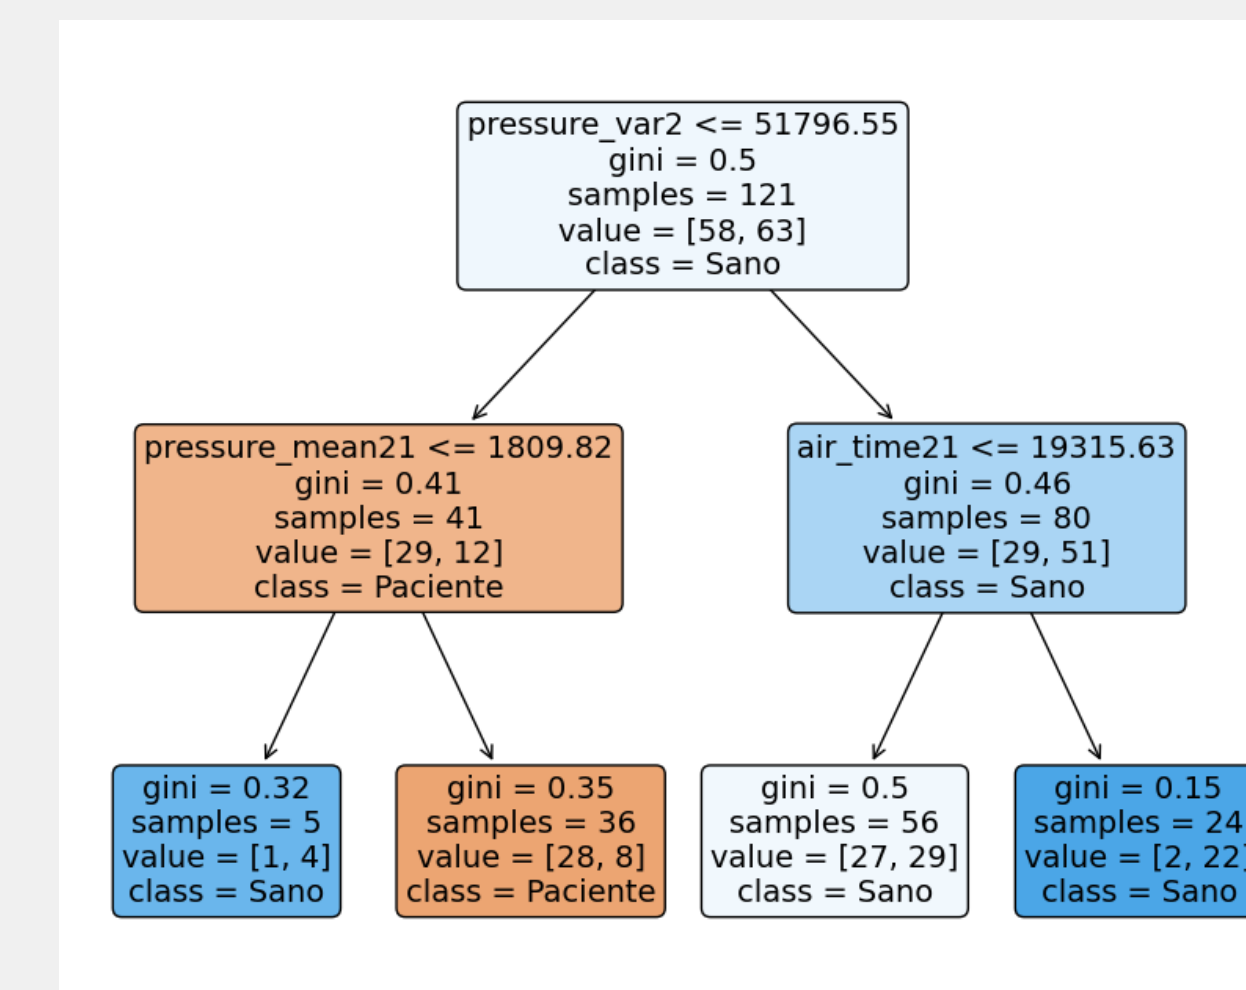 pressure_var2 <= 51796.55
gini = 0.5
samples = 121
value = [58, 63]
class = Sano
pressure_mean21 <= 1809.82
gini = 0.41
samples = 41
value = [29, 12]
class = Paciente
air_time21 <= 19315.63
gini = 0.46
samples = 80
value = [29, 51]
class = Sano
gini = 0.32
samples = 5
value = [1, 4]
class = Sano
gini = 0.35
samples = 36
value = [28, 8]
class = Paciente
gini = 0.5
samples = 56
value = [27, 29]
class = Sano
gini = 0.15
samples = 24
value = [2, 22]
class = Sano